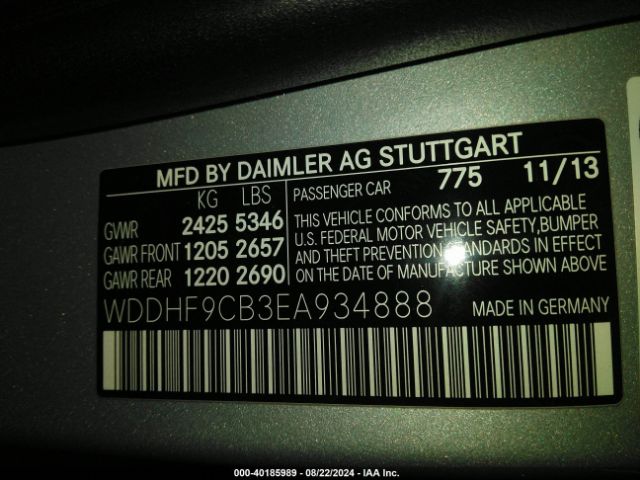 MFD BY DAIMLER AG STUTTGART
KG LBS
GVWR 2425 5346
GAWR FRONT 1205 2657
GAWR REAR 1220 2690
PASSENGER CAR 775 11/13
THIS VEHICLE CONFORMS TO ALL APPLICABLE
U.S. FEDERAL MOTOR VEHICLE SAFETY, BUMPER
AND THEFT PREVENTION STANDARDS IN EFFECT
ON THE DATE OF MANUFACTURE SHOWN ABOVE
WDDHF9CB3EA934888 MADE IN GERMANY
000-40185989 - 08/22/2024 - IAA Inc.